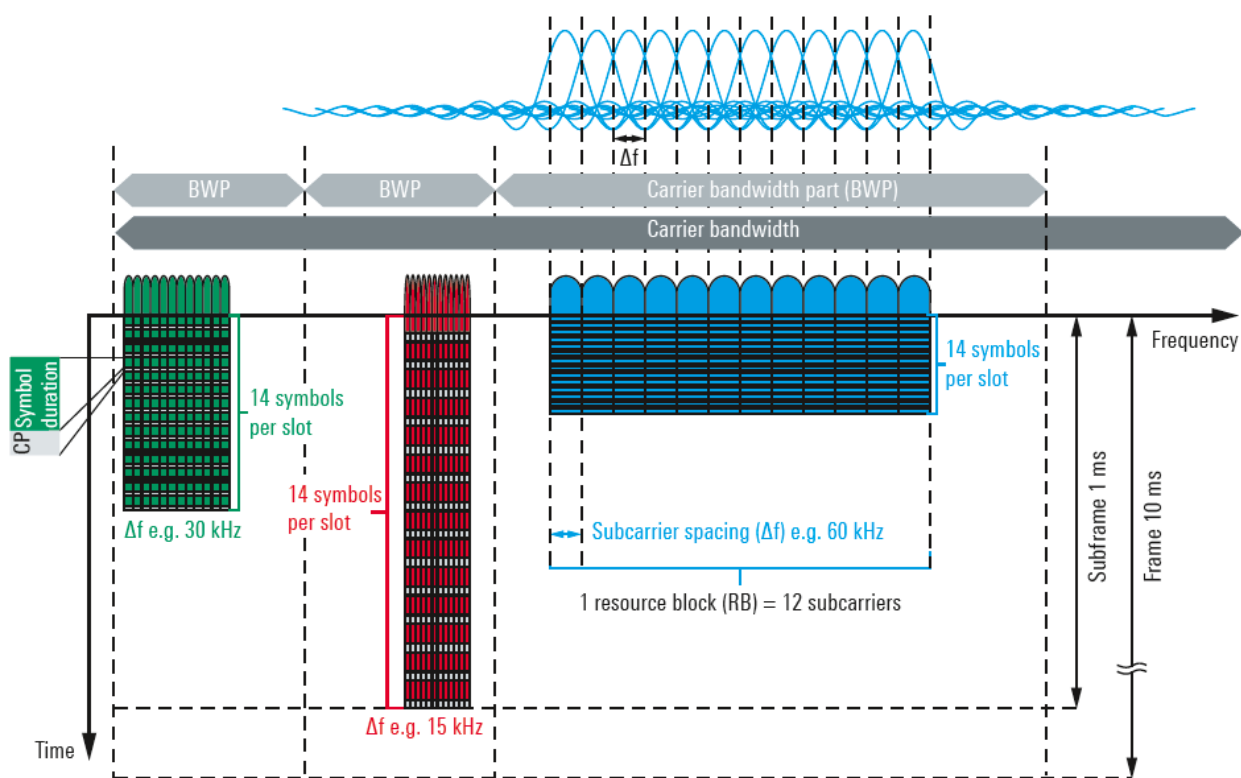 Δf
BWP
BWP
Carrier bandwidth part (BWP)
Carrier bandwidth
Frequency
Symbol
duration
CP
14 symbols
per slot
14 symbols
per slot
14 symbols
per slot
Δf e.g. 30 kHz
Subcarrier spacing (Δf) e.g. 60 kHz
1 resource block (RB) = 12 subcarriers
Subframe 1 ms
Frame 10 ms
Δf e.g. 15 kHz
Time